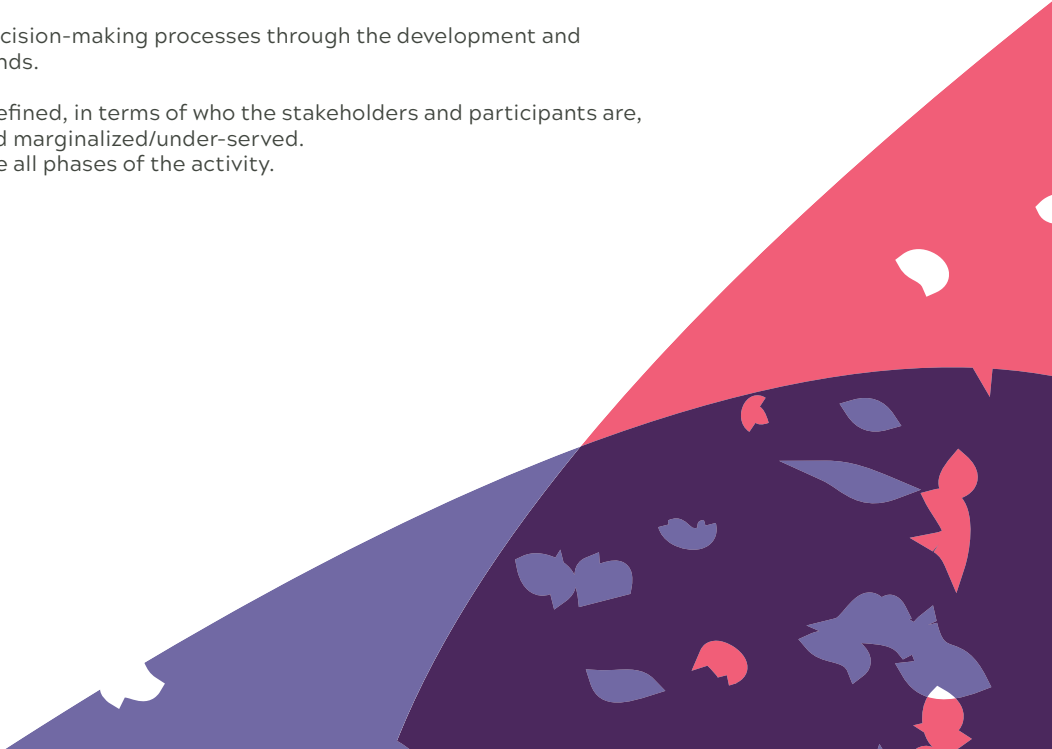 cision-making processes through the development and
nds.
efined, in terms of who the stakeholders and participants are,
d marginalized/under-served.
e all phases of the activity.